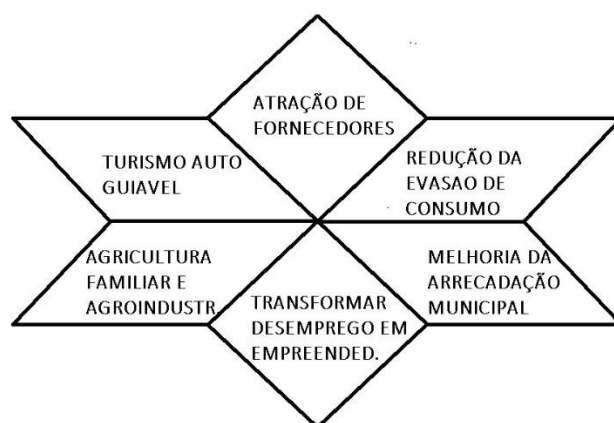 ATRAÇÃO DE
FORNECEDORES
TURISMO AUTO
GUIAVEL
REDUÇÃO DA
EVASAO DE
CONSUMO
AGRICULTURA
FAMILIAR E
AGROINDUSTR.
TRANSFORMAR
DESEMPREGO EM
EMPREENDED.
MELHORIA DA
ARRECADAÇÃO
MUNICIPAL